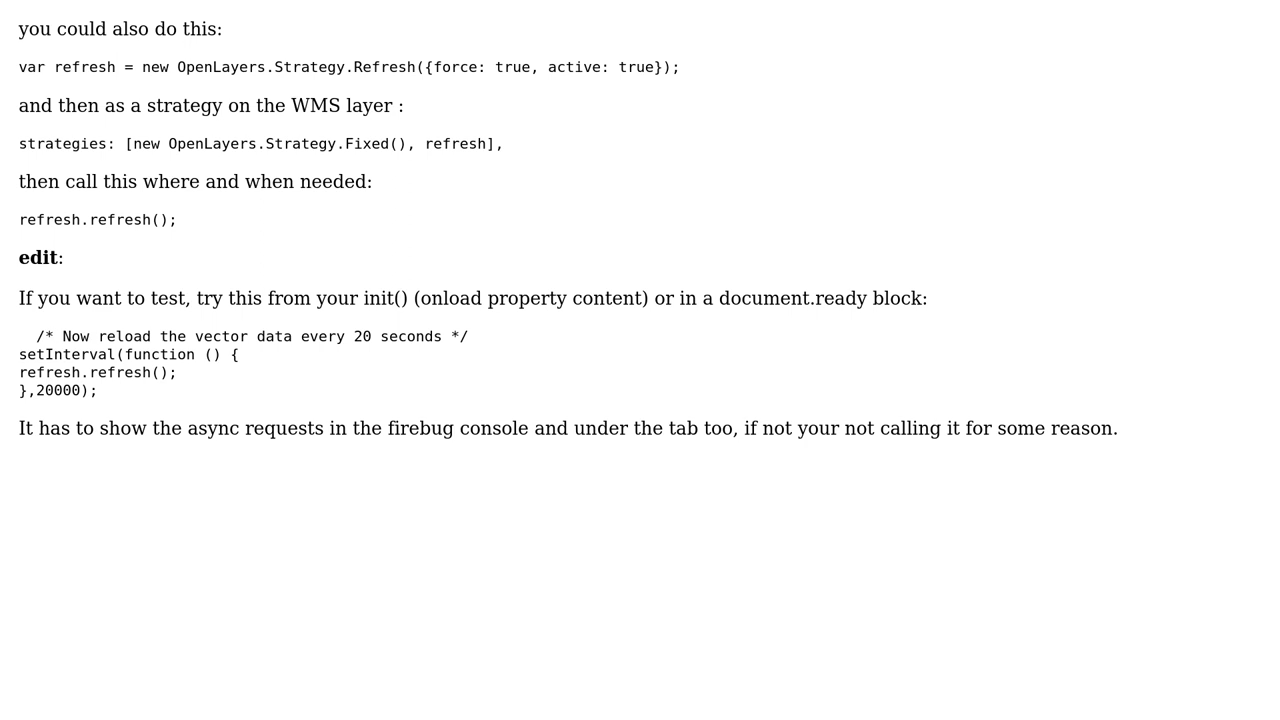 you could also do this:
var refresh = new OpenLayers.Strategy.Refresh({force: true, active: true});
and then as a strategy on the WMS layer :
strategies: [new OpenLayers.Strategy.Fixed(), refresh],
then call this where and when needed:
refresh.refresh();
edit:
If you want to test, try this from your init() (onload property content) or in a document.ready block:
  /* Now reload the vector data every 20 seconds */
setInterval(function () {
refresh.refresh();
},20000);
It has to show the async requests in the firebug console and under the tab too, if not your not calling it for some reason.